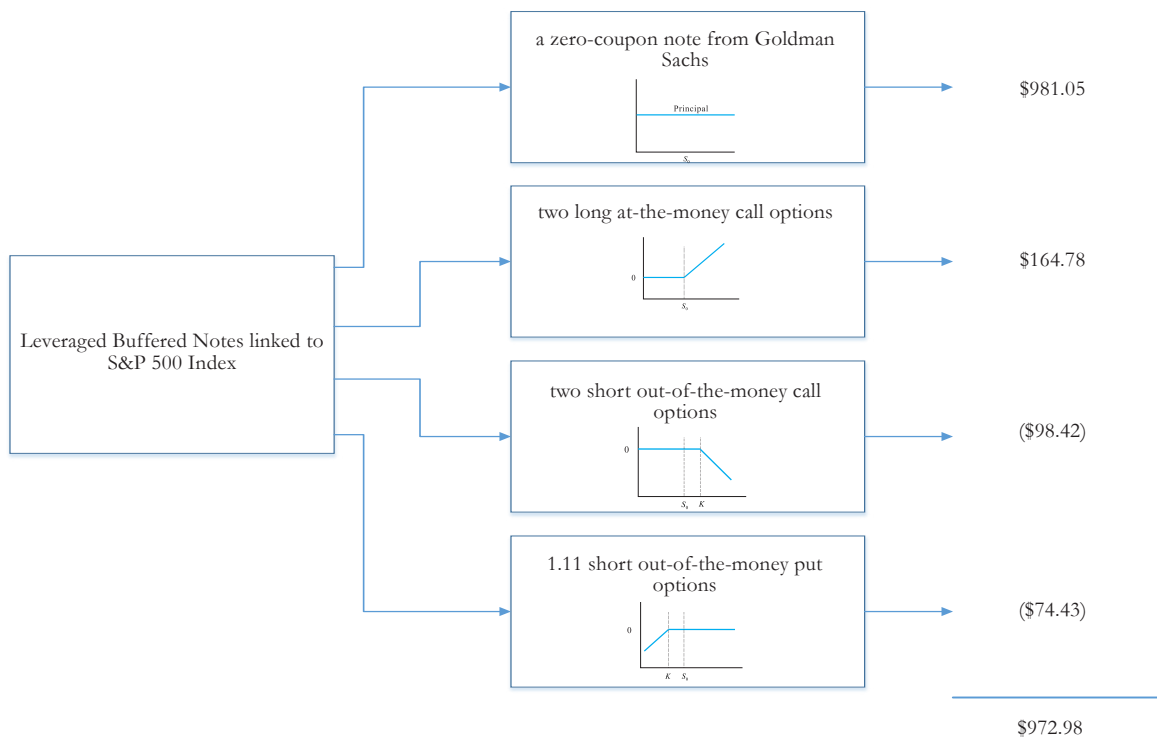 a zero-coupon note from Goldman
Sachs
Principal
S₀
$981.05
two long at-the-money call options
0
S₀
$164.78
Leveraged Buffered Notes linked to
S&P 500 Index
two short out-of-the-money call
options
0
S₀ K
($98.42)
1.11 short out-of-the-money put
options
0
K S₀
($74.43)
$972.98